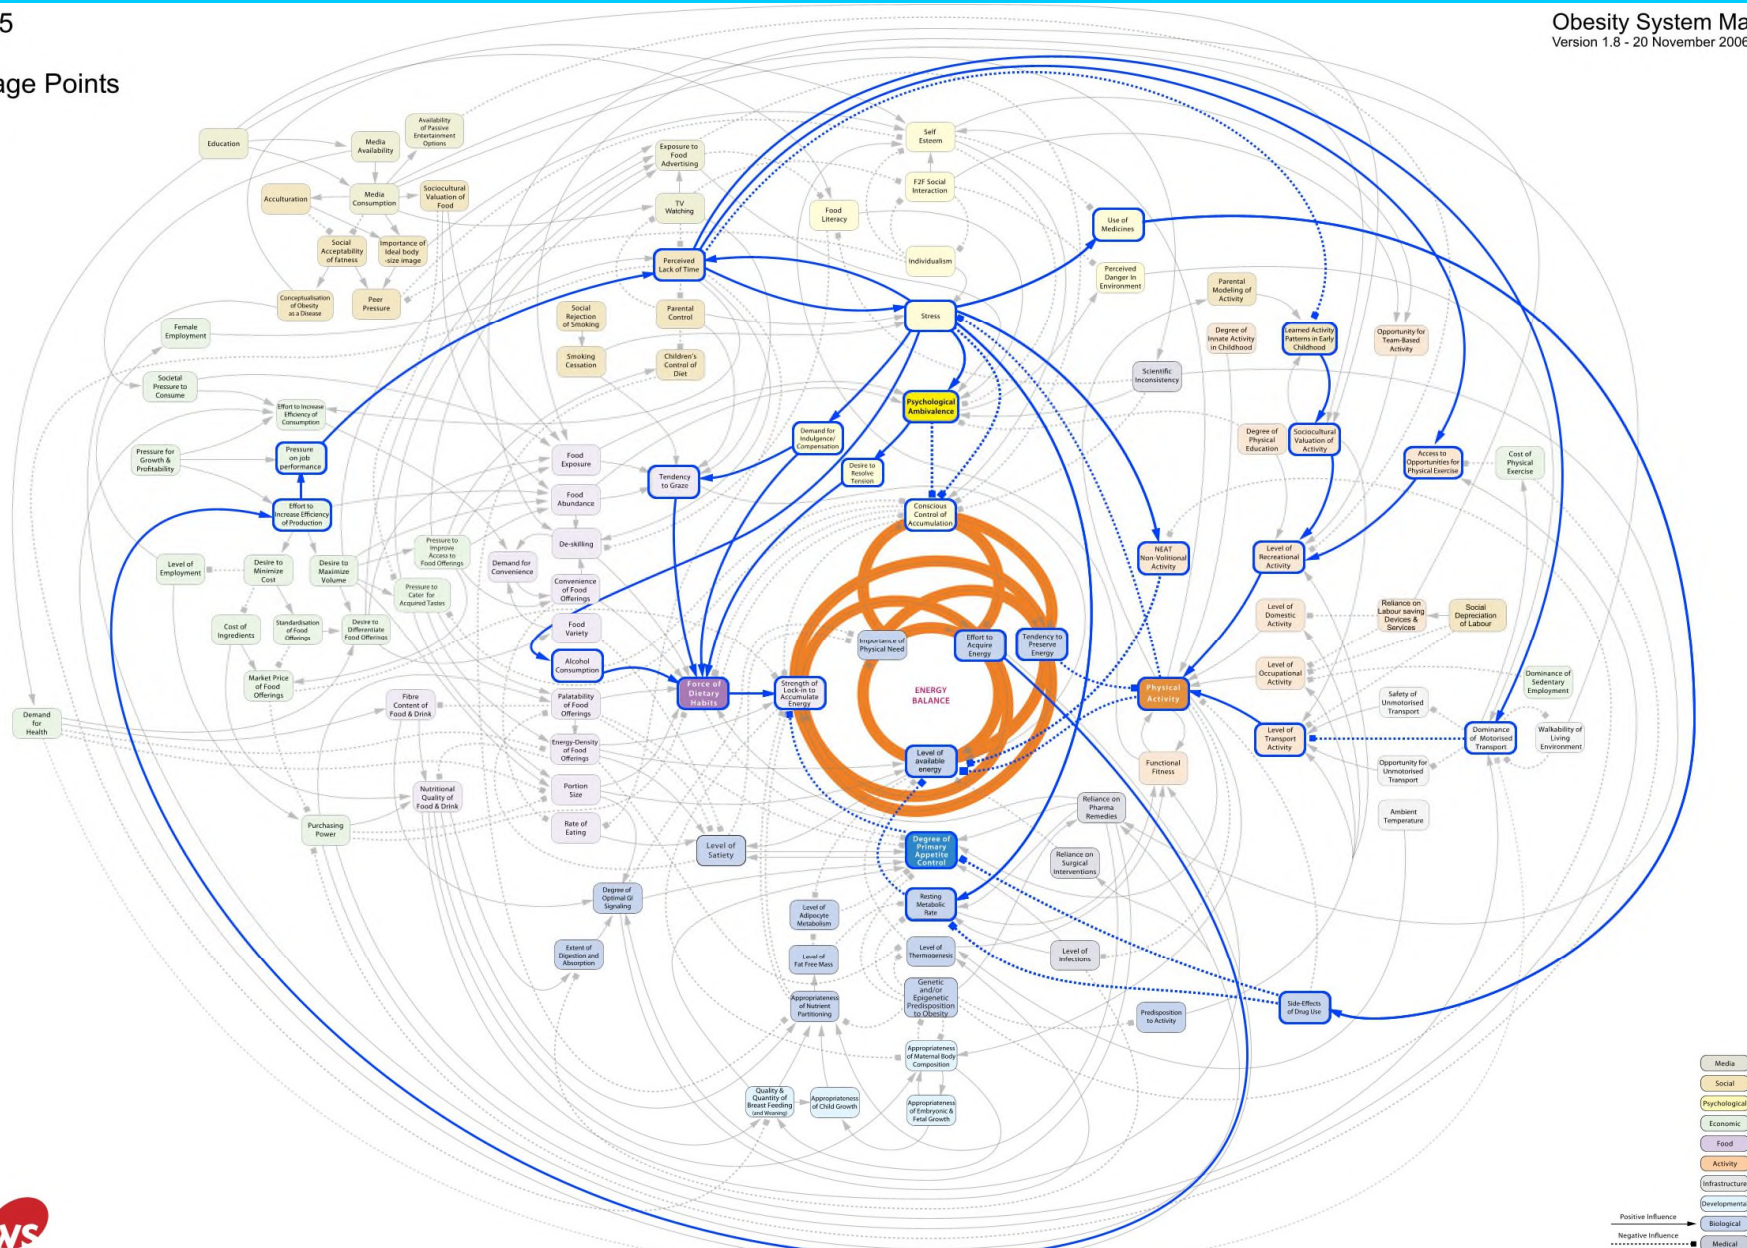 5
Obesity System Ma
Version 1.8 - 20 November 2006
age Points
Education
Media
Availability
Availability
of Passive
Entertainment
Options
Acculturation
Media
Consumption
Sociocultural
Valuation of
Food
Social
Acceptability
of fatness
Importance of
Ideal body
-size image
Conceptualisation
of Obesity
as a Disease
Peer
Pressure
Exposure to
Food
Advertising
TV
Watching
Perceived
Lack of Time
Social
Rejection
of Smoking
Parental
Control
Smoking
Cessation
Children's
Control of
Diet
Self
Esteem
F2F Social
Interaction
Food
Literacy
Individualism
Stress
Use of
Medicines
Perceived
Danger In
Environment
Parental
Modeling of
Activity
Degree of
Innate Activity
in Childhood
Learned Activity
Patterns in Early
Childhood
Opportunity for
Team-Based
Activity
Scientific
Inconsistency
Psychological
Ambivalence
Demand for
Indulgence/
Compensation
Desire to
Resolve
Tension
Conscious
Control of
Accumulation
Degree of
Physical
Education
Sociocultural
Valuation of
Activity
Access to
Opportunities for
Physical Exercise
Cost of
Physical
Exercise
Female
Employment
Societal
Pressure to
Consume
Effort to Increase
Efficiency of
Consumption
Pressure for
Growth &
Profitability
Pressure
on job
performance
Effort to
Increase Efficiency
of Production
Level of
Employment
Desire to
Minimize
Cost
Desire to
Maximize
Volume
Pressure to
Improve
Access to
Food Offerings
Pressure to
Cater for
Acquired Tastes
Cost of
Ingredients
Standardisation
of Food
Offerings
Desire to
Differentiate
Food Offerings
Market Price
of Food
Offerings
Demand
for
Health
Purchasing
Power
Food
Exposure
Food
Abundance
De-skilling
Demand for
Convenience
Convenience
of Food
Offerings
Food
Variety
Alcohol
Consumption
Tendency
to Graze
Fibre
Content of
Food & Drink
Palatability
of Food
Offerings
Energy-Density
of Food
Offerings
Portion
Size
Nutritional
Quality of
Food & Drink
Rate of
Eating
Force of
Dietary
Habits
Strength of
Lock-in to
Accumulate
Energy
Importance of
Physical Need
Effort to
Acquire
Energy
Tendency to
Preserve
Energy
ENERGY
BALANCE
Level of
available
energy
NEAT
Non-Volitional
Activity
Level of
Recreational
Activity
Level of
Domestic
Activity
Reliance on
Labour saving
Devices &
Services
Social
Depreciation
of Labour
Level of
Occupational
Activity
Dominance of
Sedentary
Employment
Physical
Activity
Safety of
Unmotorised
Transport
Level of
Transport
Activity
Dominance
of Motorised
Transport
Walkability of
Living
Environment
Opportunity for
Unmotorised
Transport
Ambient
Temperature
Functional
Fitness
Reliance on
Pharma
Remedies
Reliance on
Surgical
Interventions
Level of
Satiety
Degree of
Primary
Appetite
Control
Resting
Metabolic
Rate
Degree of
Optimal GI
Signaling
Extent of
Digestion and
Absorption
Level of
Adipocyte
Metabolism
Level of
Fat Free Mass
Level of
Thermogenesis
Level of
Infections
Appropriateness
of Nutrient
Partitioning
Genetic
and/or
Epigenetic
Predisposition
to Obesity
Predisposition
to Activity
Side-Effects
of Drug Use
Appropriateness
of Maternal Body
Composition
Quality &
Quantity of
Breast Feeding
(and Weaning)
Appropriateness
of Child Growth
Appropriateness
of Embryonic &
Fetal Growth
Media
Social
Psychological
Economic
Food
Activity
Infrastructure
Developmenta
Biological
Medical
Positive Influence
Negative Influence
ws